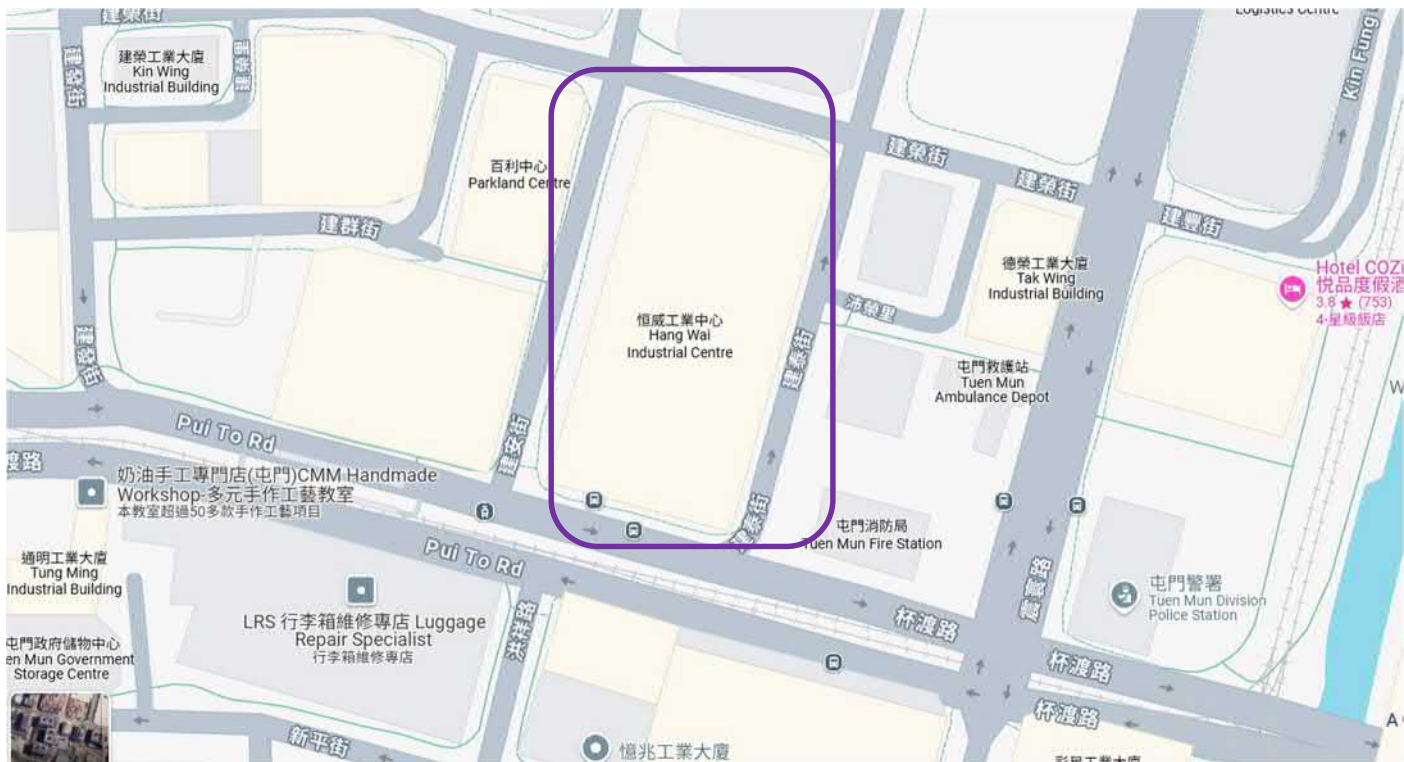 建榮街
Logistics Centre
建榮工業大廈
Kin Wing
Industrial Building
建榮里
建發街
Kin Fung
百利中心
Parkland Centre
建榮街
建榮街
建豐街
建群街
德榮工業大廈
Tak Wing
Industrial Building
Hotel COZi
悦品度假酒
3.8 ★ (753)
4-星級飯店
沛榮里
恒威工業中心
Hang Wai
Industrial Centre
建泰街
建發街
屯門救護站
Tuen Mun
Ambulance Depot
W
Pui To Rd
建安街
渡路
奶油手工專門店(屯門)CMM Handmade
Workshop-多元手作工藝教室
本教室超過50多款手作工藝項目
建泰街
屯門消防局
Tuen Mun Fire Station
通明工業大廈
Tung Ming
Industrial Building
Pui To Rd
屯門警署
Tuen Mun Division
Police Station
LRS 行李箱維修專店 Luggage
Repair Specialist
行李箱維修專店
洪祥路
杯渡路
屯門政府儲物中心
en Mun Government
Storage Centre
杯渡路
杯渡路
新平街
憶兆工業大廈
A